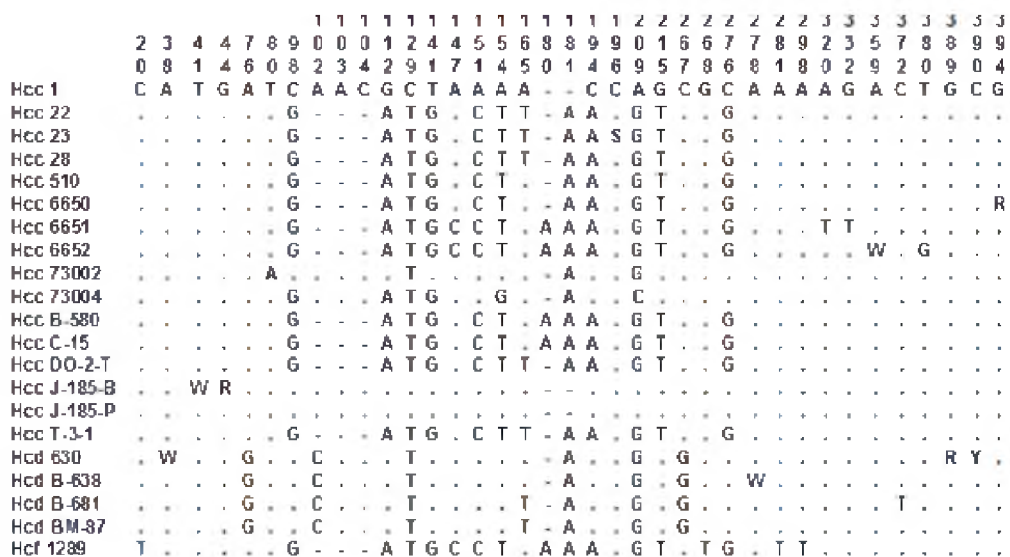 1 1 1 1 1 1 1 1 1 1 1 1 1 1 2 2 2 2 2 2 2 2 3 3 3 3 3 3 3 3
2 3 4 4 7 8 9 0 0 0 1 2 4 4 5 5 6 8 8 9 9 0 1 6 6 7 7 8 9 2 3 5 7 8 8 9 9
0 8 1 4 6 0 8 2 3 4 2 9 1 7 1 4 5 0 1 4 6 9 5 7 8 6 8 1 8 0 2 9 2 0 9 0 4
Hcc 1 C A T G A T C A A C G C T A A A A - - C C A G C G C A A A A G A C T G C G
Hcc 22 . . . . . . G - - - A T G . C T T - A A . G T . . G . . . . . . . . . . .
Hcc 23 . . . . . . G - - - A T G . C T T - A A S G T . . G . . . . . . . . . . .
Hcc 28 . . . . . . G - - - A T G . C T T - A A . G T . . G . . . . . . . . . . .
Hcc 510 . . . . . . G - - - A T G . C T . - A A . G T . . G . . . . . . . . . . .
Hcc 6650 . . . . . . G - - - A T G . C T . - A A . G T . . G . . . . . . . . . . R
Hcc 6651 . . . . . . G - - - A T G C C T . A A A . G T . . G . . . T T . . . . . .
Hcc 6652 . . . . . . G - - - A T G C C T . A A A . G T . . G . . . . . W . G . . .
Hcc 73002 . . . . . A . . . . . T . . . . . . A . . G . . . . . . . . . . . . . . .
Hcc 73004 . . . . . . G - - - A T G . . G . - A . . C . . . . . . . . . . . . . . .
Hcc B-580 . . . . . . G - - - A T G . C T . A A A . G T . . G . . . . . . . . . . .
Hcc C-15 . . . . . . G - - - A T G . C T . A A A . G T . . G . . . . . . . . . . .
Hcc DO-2-T . . . . . . G - - - A T G . C T T - A A . G T . . G . . . . . . . . . . .
Hcc J-185-B . . W R . . . . . . . . . . . . . - - . . . . . . . . . . . . . . . . . .
Hcc J-185-P . . . . . . . . . . . . . . . . . - - . . . . . . . . . . . . . . . . . .
Hcc T-3-1 . . . . . . G - - - A T G . C T T - A A . G T . . G . . . . . . . . . . .
Hcd 630 . W . . G . . C . . . T . . . . . - A . . G . G . . . . . . . . . . R Y .
Hcd B-638 . . . . G . . C . . . T . . . . . - A . . G . G . . W . . . . . . . . . .
Hcd B-681 . . . . G . . C . . . T . . . . T - A . . G . G . . . . . . . . T . . . .
Hcd BM-87 . . . . G . . C . . . T . . . . T - A . . G . G . . . . . . . . . . . . .
Hcf 1289 T . . . . . G - - - A T G C C T . A A A . G T . T G . T T . . . . . . . .